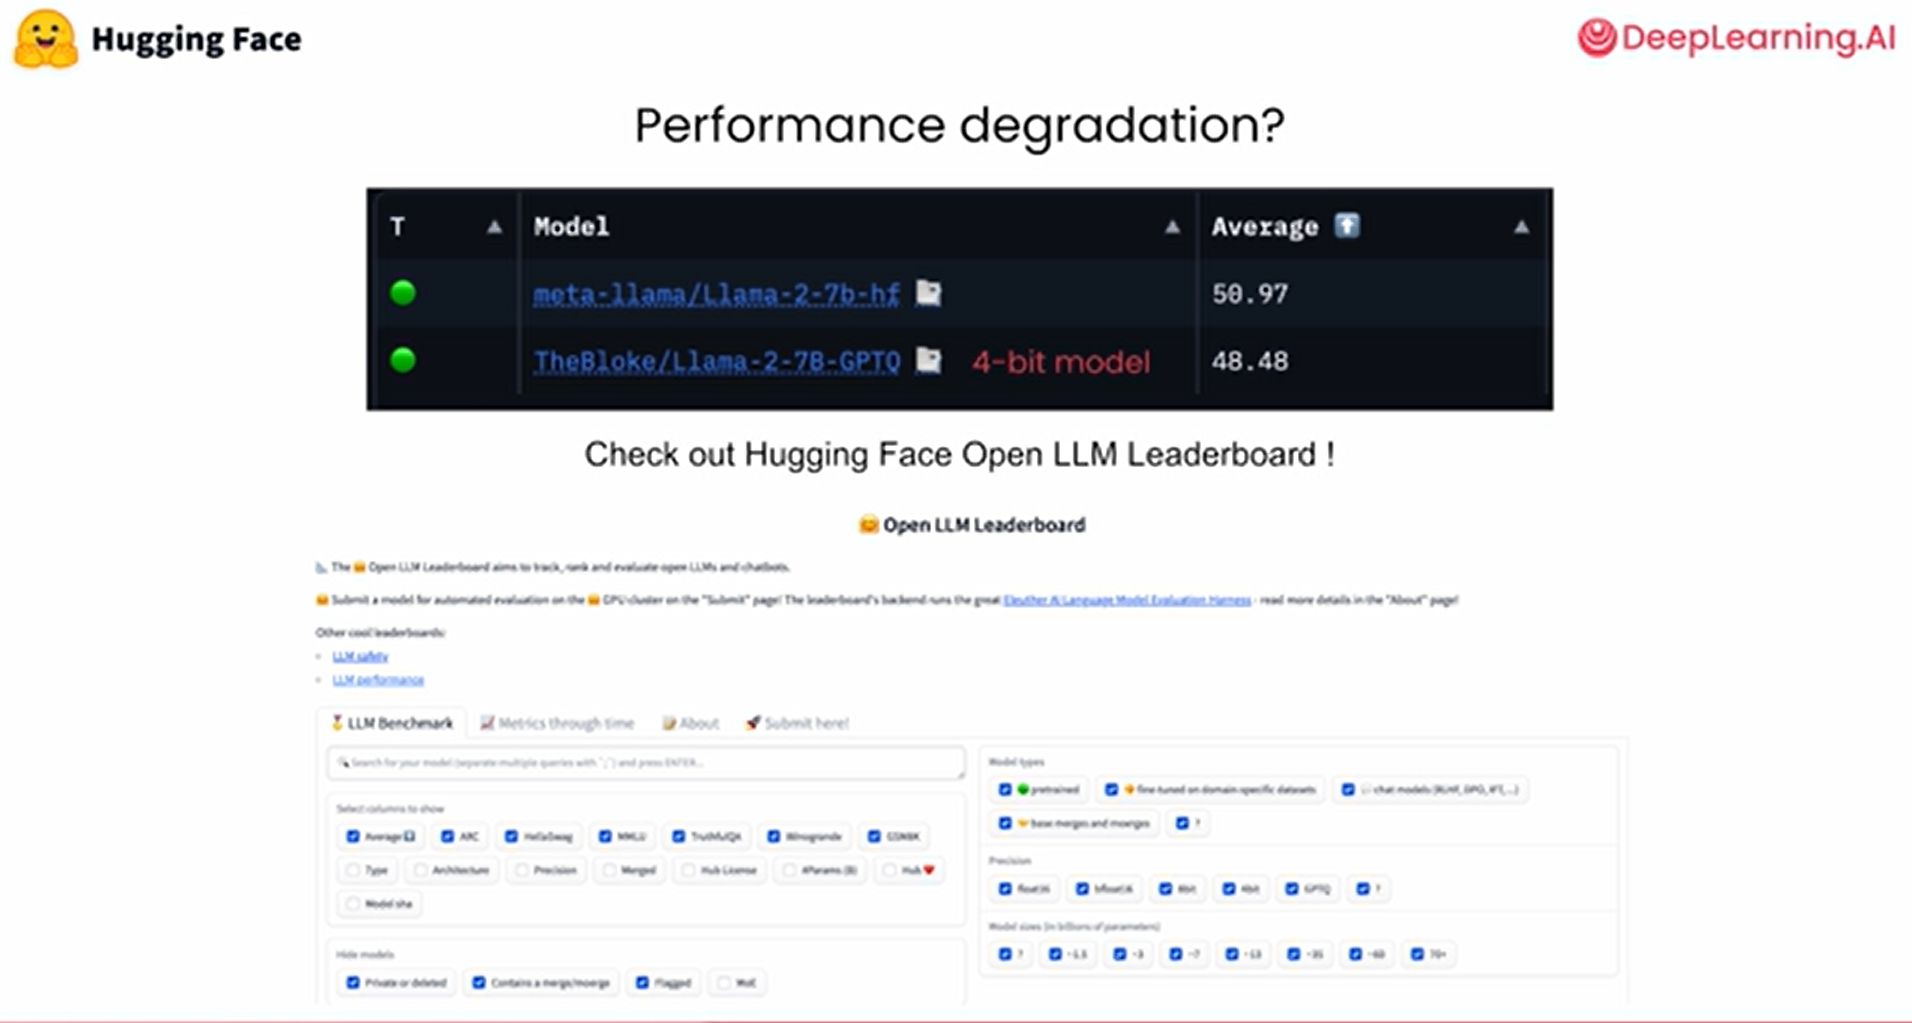 Hugging Face
DeepLearning.AI
Performance degradation?
T Model Average
meta-llama/Llama-2-7b-hf 50.97
TheBloke/Llama-2-7B-GPTQ 4-bit model 48.48
Check out Hugging Face Open LLM Leaderboard !
Open LLM Leaderboard
The Open LLM Leaderboard aims to track, rank and evaluate open LLMs and chatbots.
Submit a model for automated evaluation on the GPU cluster on the "Submit" page! The leaderboard's backend runs the great Eleuther AI Language Model Evaluation Harness - read more details in the "About" page!
Other cool leaderboards:
LLM safety
LLM performance
LLM Benchmark Metrics through time About Submit here!
Search for your model (separate multiple queries with `;`) and press ENTER...
Select columns to show
Average ARC HellaSwag MMLU TruthfulQA Winogrande GSM8K
Type Architecture Precision Merged Hub License #Params (B) Hub
Model sha
Hide models
Private or deleted Contains a merge/moerge Flagged MoE
Model types
pretrained fine-tuned on domain-specific datasets chat models (RLHF, DPO, IFT, ...)
base merges and moerges ?
Precision
float16 bfloat16 8bit 4bit GPTQ ?
Model sizes (in billions of parameters)
? ~1.5 ~3 ~7 ~13 ~35 ~60 70+